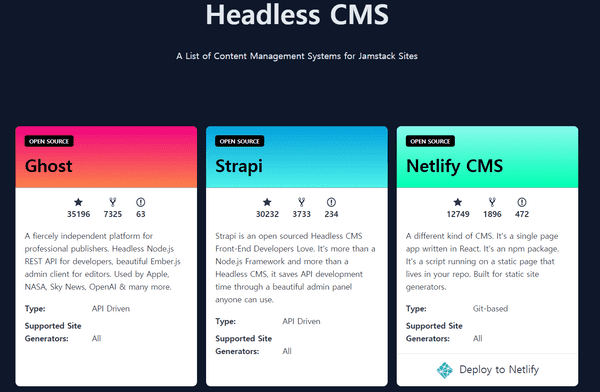 Headless CMS
A List of Content Management Systems for Jamstack Sites
OPEN SOURCE
Ghost
35196 7325 63
A fiercely independent platform for
professional publishers. Headless Node.js
REST API for developers, beautiful Ember.js
admin client for editors. Used by Apple,
NASA, Sky News, OpenAI & many more.
Type: API Driven
Supported Site
Generators: All
OPEN SOURCE
Strapi
30232 3733 234
Strapi is an open sourced Headless CMS
Front-End Developers Love. It's more than a
Node.js Framework and more than a
Headless CMS, it saves API development
time through a beautiful admin panel
anyone can use.
Type: API Driven
Supported Site
Generators: All
OPEN SOURCE
Netlify CMS
12749 1896 472
A different kind of CMS. It's a single page
app written in React. It's an npm package.
It's a script running on a static page that
lives in your repo. Built for static site
generators.
Type: Git-based
Supported Site
Generators: All
Deploy to Netlify